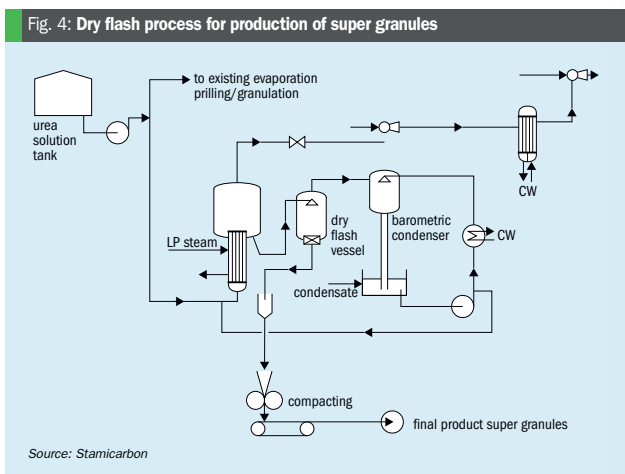 Fig. 4: Dry flash process for production of super granules
to existing evaporation
prilling/granulation
urea
solution
tank
CW
LP steam
dry
flash
vessel
barometric
condenser
CW
condensate
compacting
final product super granules
Source: Stamicarbon